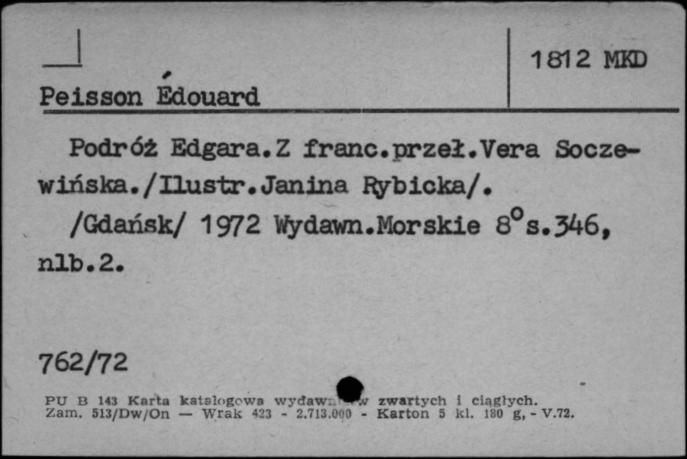 1812 MKD
Peisson Édouard
Podróż Edgara.Z franc.przeł.Vera Socze-
wińska./Ilustr.Janina Rybicka/.
/Gdańsk/ 1972 Wydawn.Morskie 8°s.346,
nlb.2.
762/72
PU B 143 Karta katalogowa zwartych i ciągłych.
Zam. 513/Dw/On — Wrak 423 - 2.713.000 - Karton 5 kl. 180 g, - V.72.